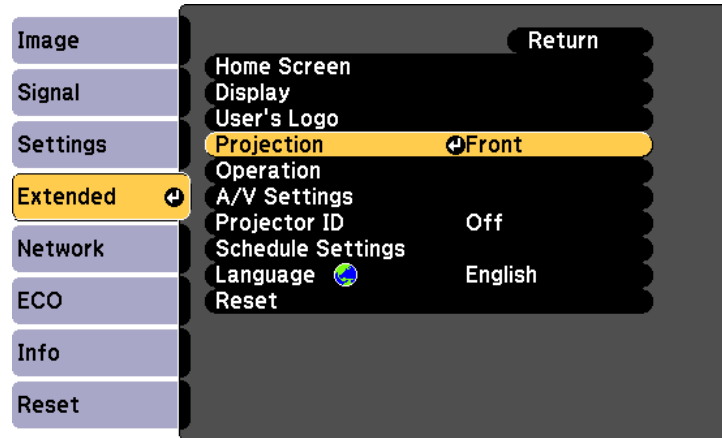 Image
Signal
Settings
Extended
Network
ECO
Info
Reset
Return
Home Screen
Display
User's Logo
Projection Front
Operation
A/V Settings
Projector ID Off
Schedule Settings
Language English
Reset